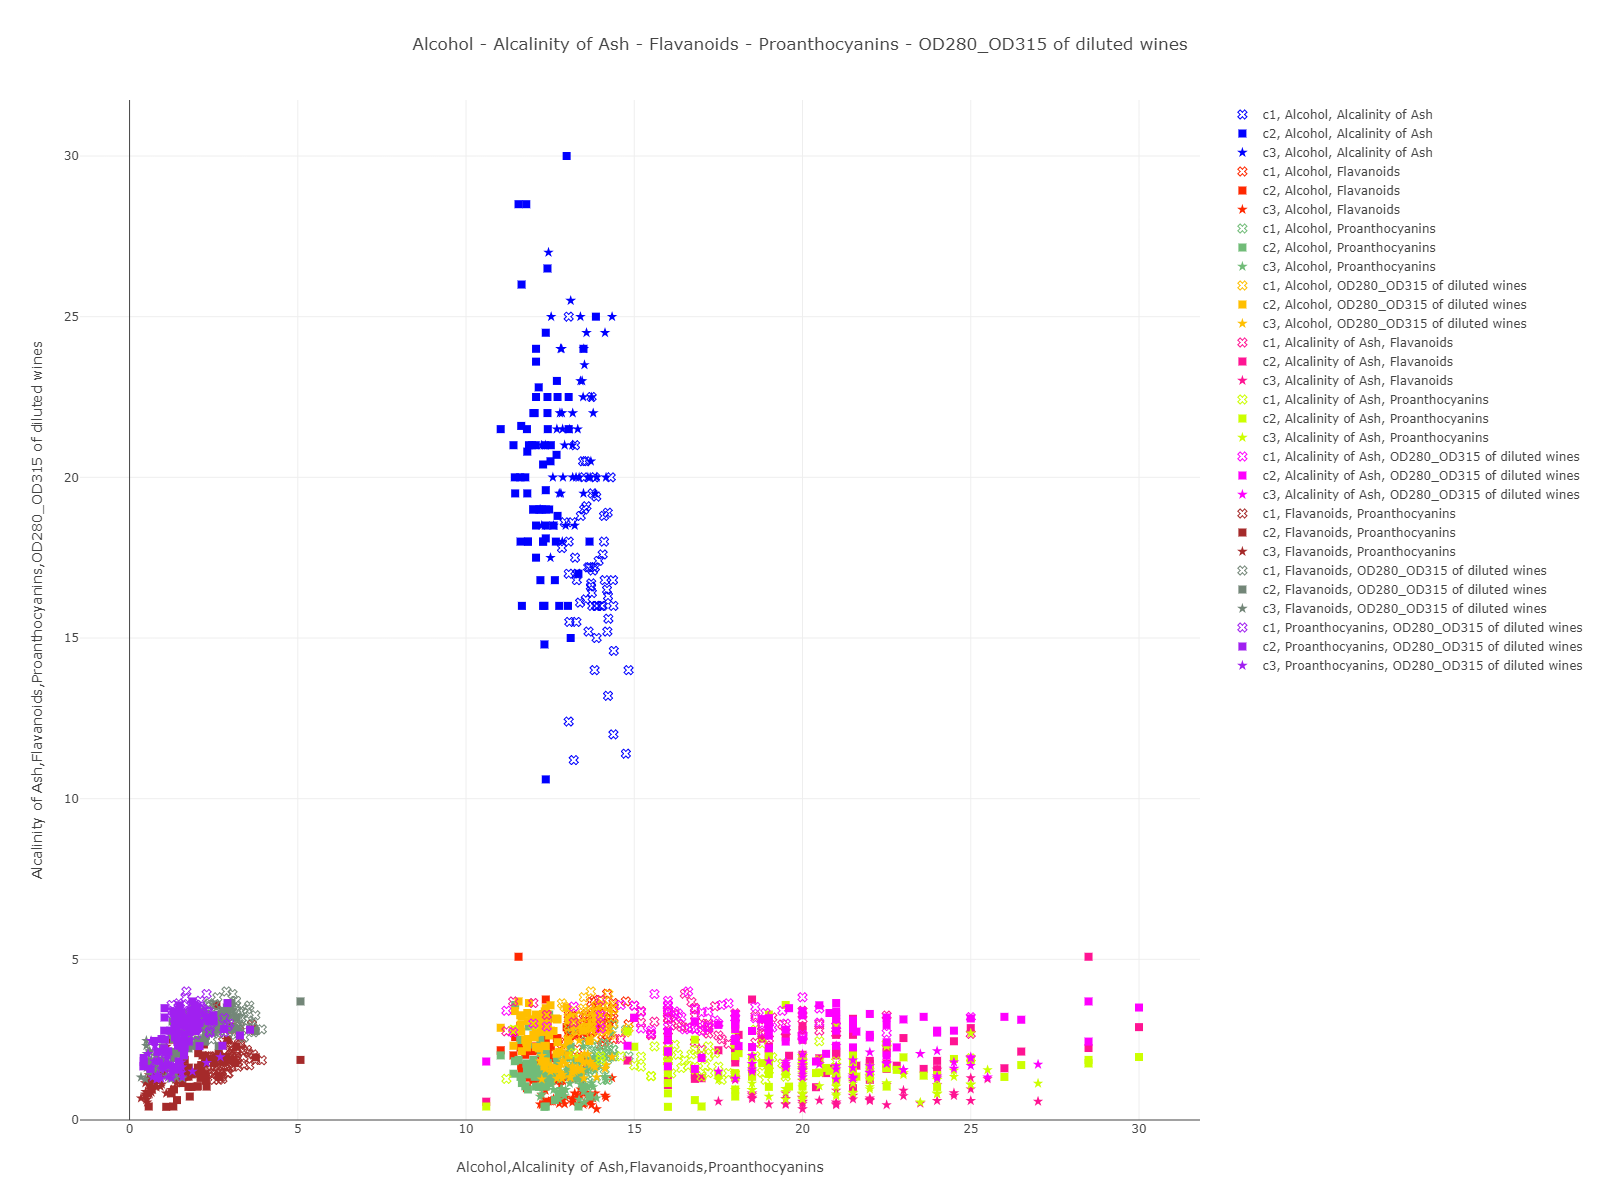 Alcohol - Alcalinity of Ash - Flavanoids - Proanthocyanins - OD280_OD315 of diluted wines
Alcalinity of Ash,Flavanoids,Proanthocyanins,OD280_OD315 of diluted wines
30
25
20
15
10
5
0
0
5
10
15
20
25
30
Alcohol,Alcalinity of Ash,Flavanoids,Proanthocyanins
c1, Alcohol, Alcalinity of Ash
c2, Alcohol, Alcalinity of Ash
c3, Alcohol, Alcalinity of Ash
c1, Alcohol, Flavanoids
c2, Alcohol, Flavanoids
c3, Alcohol, Flavanoids
c1, Alcohol, Proanthocyanins
c2, Alcohol, Proanthocyanins
c3, Alcohol, Proanthocyanins
c1, Alcohol, OD280_OD315 of diluted wines
c2, Alcohol, OD280_OD315 of diluted wines
c3, Alcohol, OD280_OD315 of diluted wines
c1, Alcalinity of Ash, Flavanoids
c2, Alcalinity of Ash, Flavanoids
c3, Alcalinity of Ash, Flavanoids
c1, Alcalinity of Ash, Proanthocyanins
c2, Alcalinity of Ash, Proanthocyanins
c3, Alcalinity of Ash, Proanthocyanins
c1, Alcalinity of Ash, OD280_OD315 of diluted wines
c2, Alcalinity of Ash, OD280_OD315 of diluted wines
c3, Alcalinity of Ash, OD280_OD315 of diluted wines
c1, Flavanoids, Proanthocyanins
c2, Flavanoids, Proanthocyanins
c3, Flavanoids, Proanthocyanins
c1, Flavanoids, OD280_OD315 of diluted wines
c2, Flavanoids, OD280_OD315 of diluted wines
c3, Flavanoids, OD280_OD315 of diluted wines
c1, Proanthocyanins, OD280_OD315 of diluted wines
c2, Proanthocyanins, OD280_OD315 of diluted wines
c3, Proanthocyanins, OD280_OD315 of diluted wines